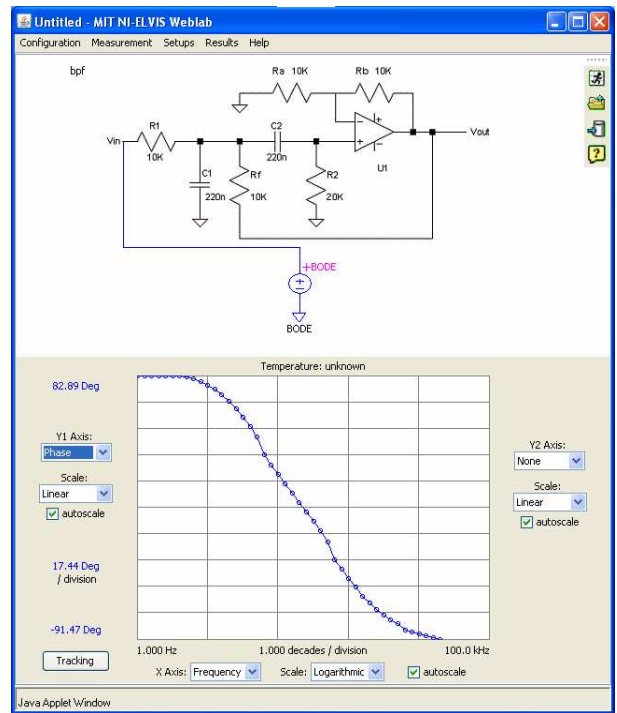 Untitled - MIT NI-ELVIS Weblab
Configuration Measurement Setups Results Help
bpf
Ra 10K
Rb 10K
R1
10K
C2
220n
Vin
Vout
U1
C1
220n
Rf
10K
R2
20K
+BODE
BODE
Temperature: unknown
82.89 Deg
Y1 Axis:
Phase
Scale:
Linear
autoscale
17.44 Deg
/ division
-91.47 Deg
Tracking
Y2 Axis:
None
Scale:
Linear
autoscale
1.000 Hz 1.000 decades / division 100.0 kHz
X Axis: Frequency Scale: Logarithmic autoscale
Java Applet Window